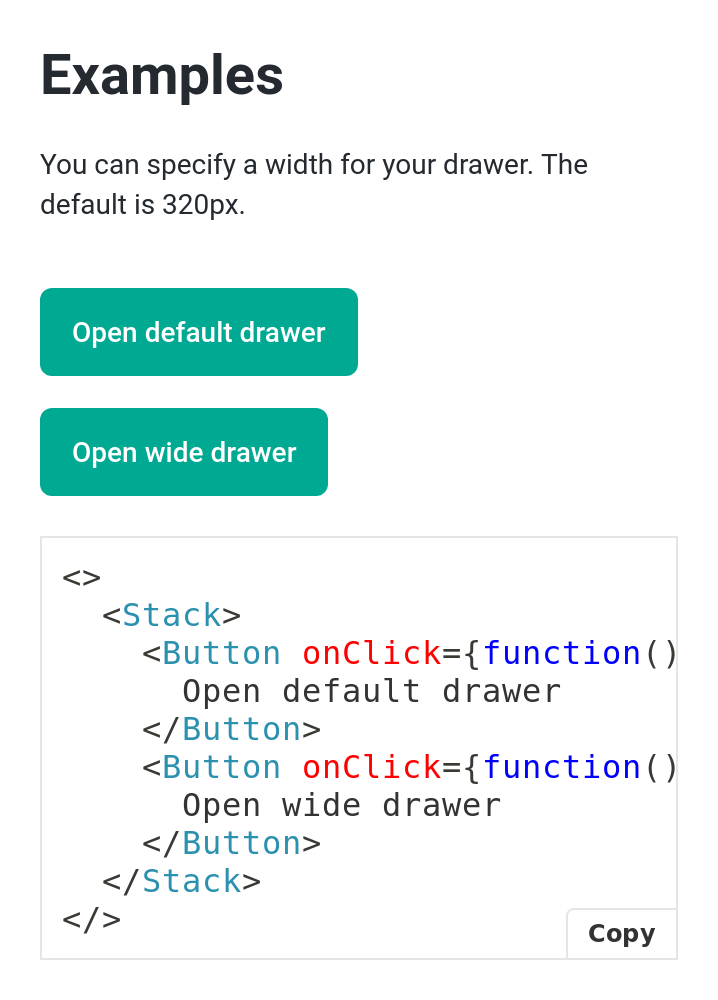 Examples
You can specify a width for your drawer. The
default is 320px.
Open default drawer
Open wide drawer
<>
  <Stack>
    <Button onClick={function()
      Open default drawer
    </Button>
    <Button onClick={function()
      Open wide drawer
    </Button>
  </Stack>
</>
Copy